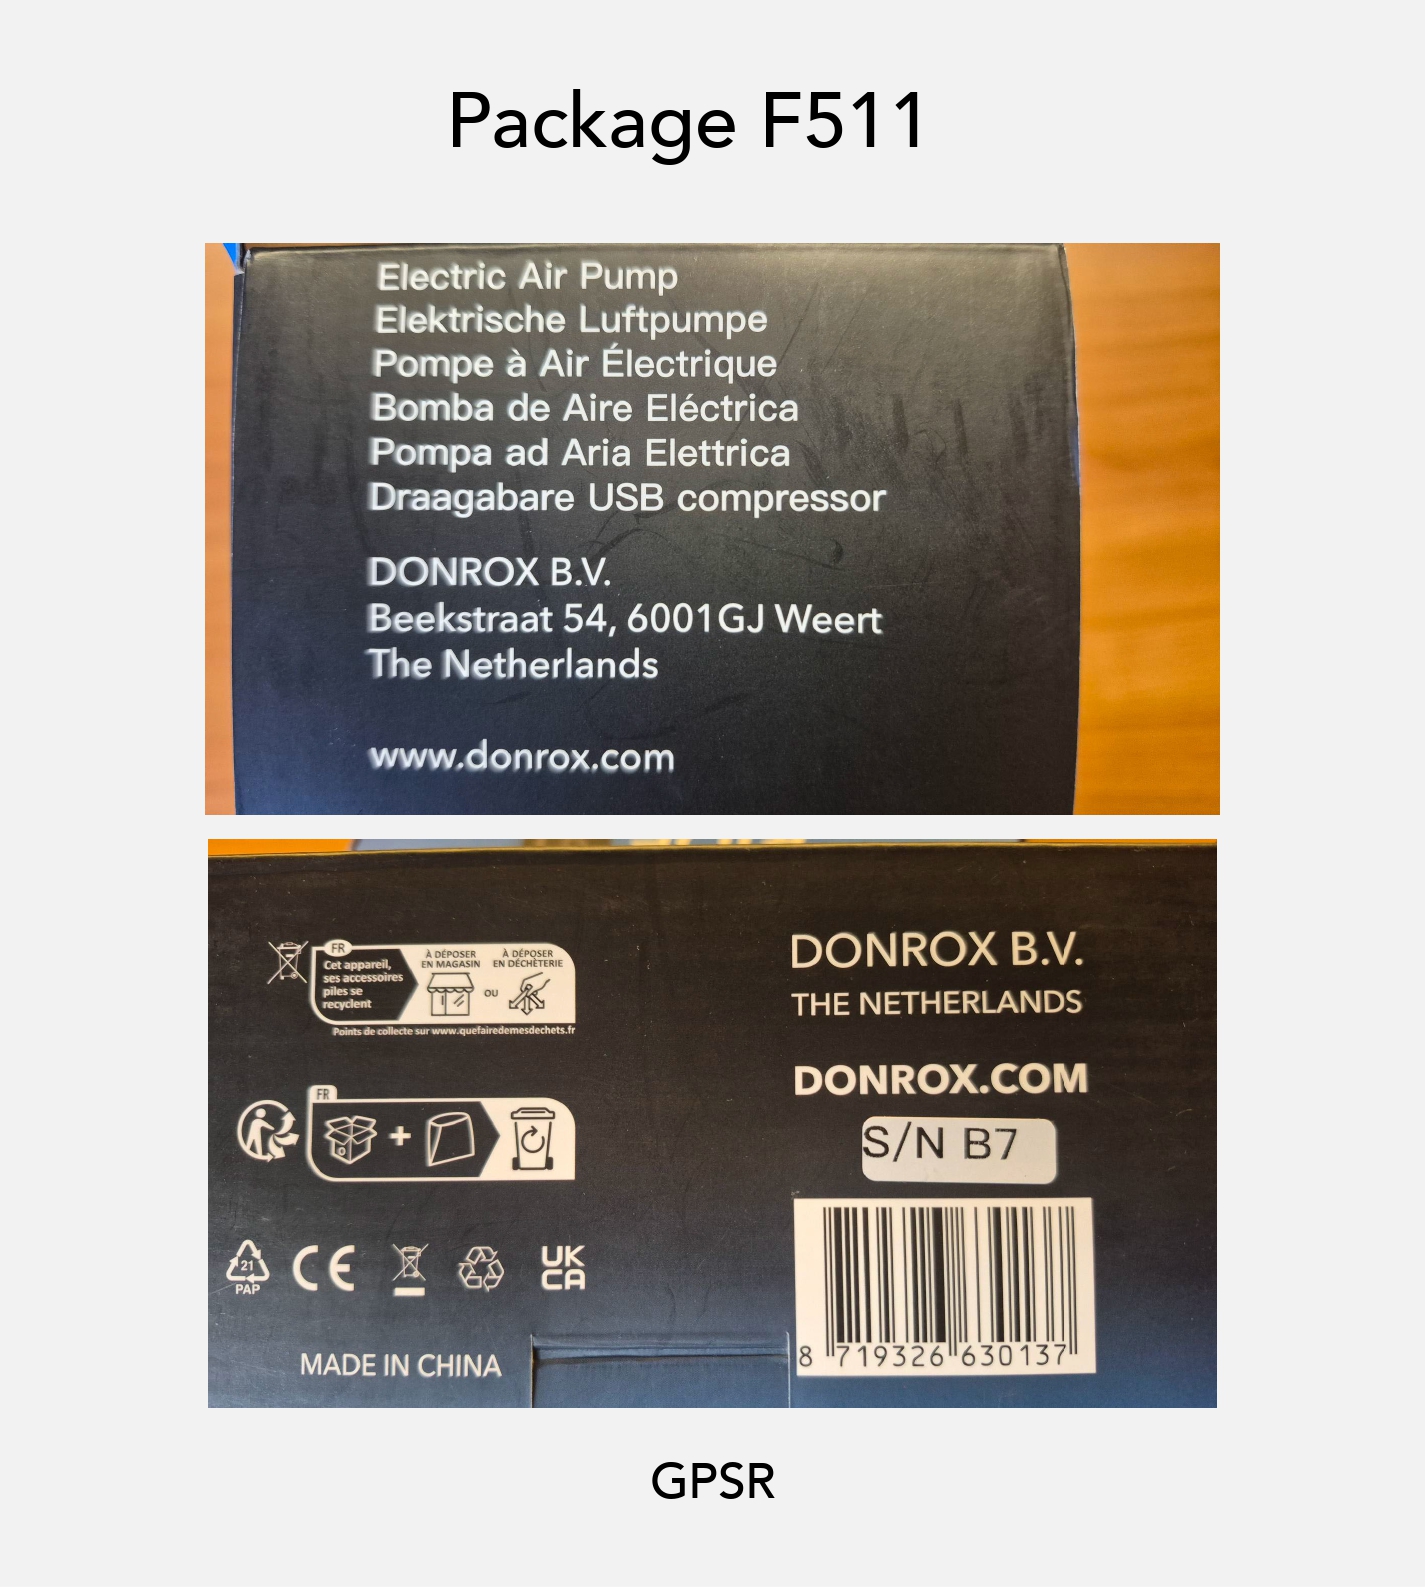 Package F511
Electric Air Pump
Elektrische Luftpumpe
Pompe à Air Électrique
Bomba de Aire Eléctrica
Pompa ad Aria Elettrica
Draagabare USB compressor
DONROX B.V.
Beekstraat 54, 6001GJ Weert
The Netherlands
www.donrox.com
FR
Cet appareil,
ses accessoires
piles se
recyclent
À DÉPOSER
EN MAGASIN
OU
À DÉPOSER
EN DÉCHÈTERIE
Points de collecte sur www.quefairedemesdechets.fr
FR
21
PAP
CE
UK
CA
MADE IN CHINA
DONROX B.V.
THE NETHERLANDS
DONROX.COM
S/N B7
8 719326 630137
GPSR